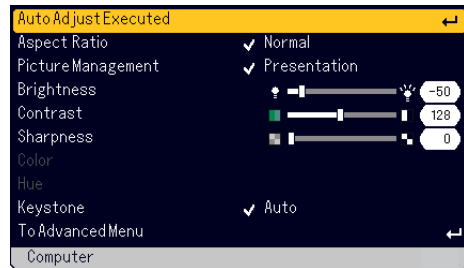 Auto Adjust Executed
Aspect Ratio Normal
Picture Management Presentation
Brightness -50
Contrast 128
Sharpness 0
Color
Hue
Keystone Auto
To Advanced Menu
Computer